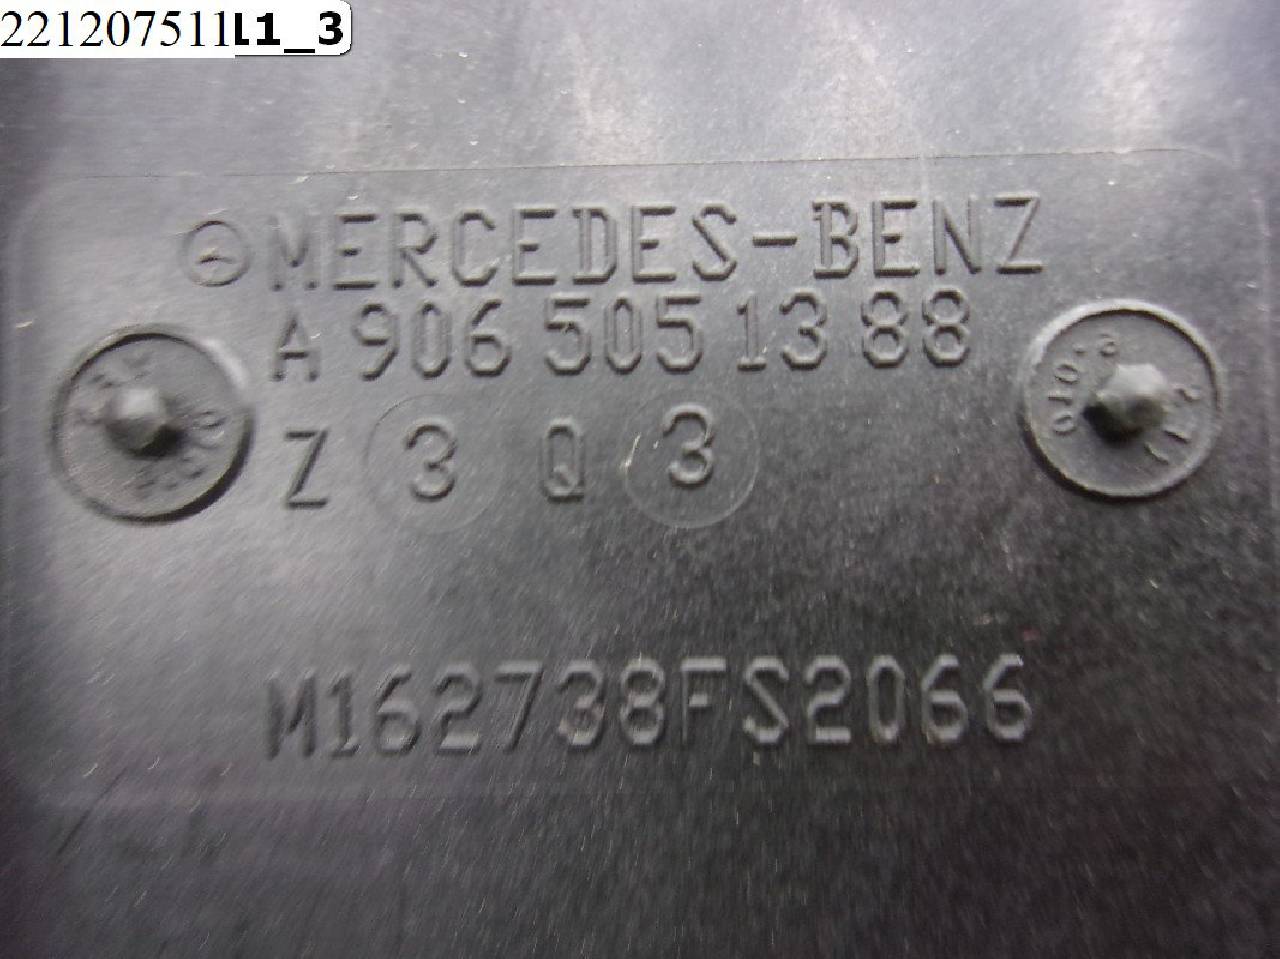 221207511L1_3
MERCEDES-BENZ
A 906 505 13 88
Z 3 Q 3
M162738FS2066